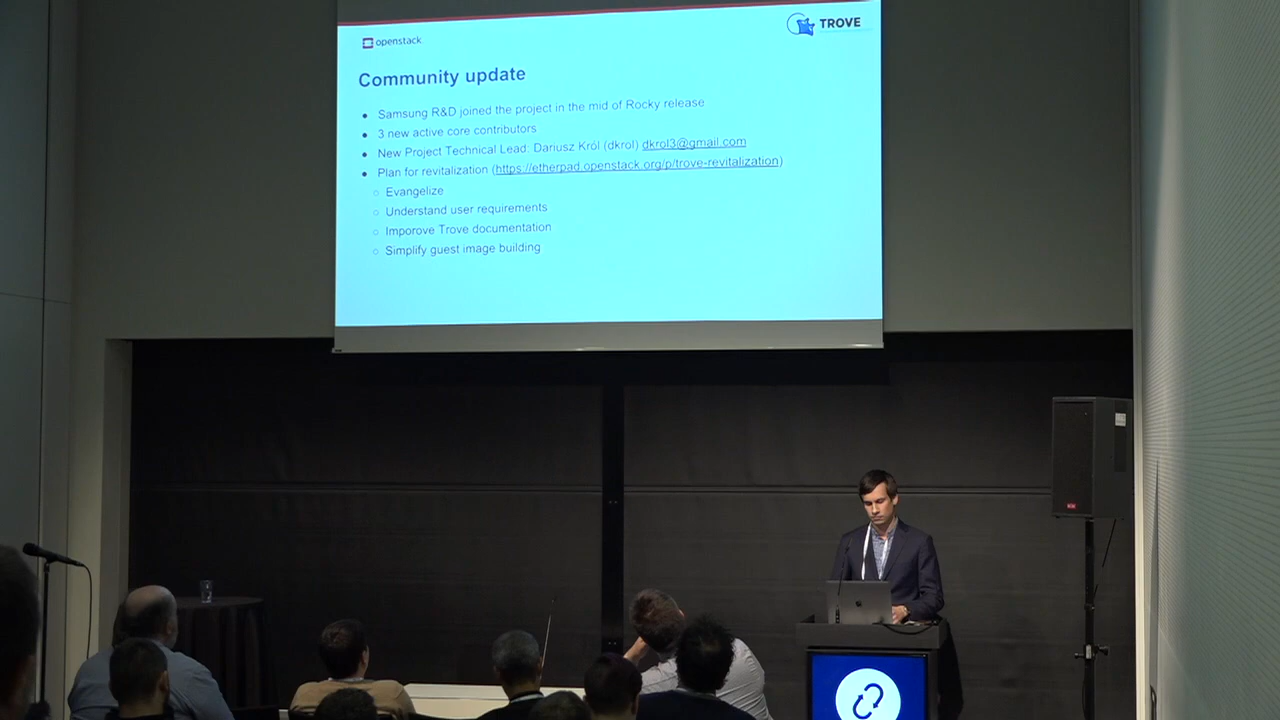 openstack
TROVE
Community update
• Samsung R&D joined the project in the mid of Rocky release
• 3 new active core contributors
• New Project Technical Lead: Dariusz Król (dkrol) dkrol3@gmail.com
• Plan for revitalization (https://etherpad.openstack.org/p/trove-revitalization)
○ Evangelize
○ Understand user requirements
○ Imporove Trove documentation
○ Simplify guest image building